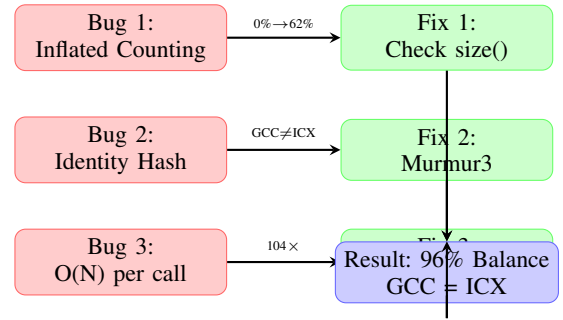 Bug 1:
Inflated Counting
0%→62%
Fix 1:
Check size()
Bug 2:
Identity Hash
GCC≠ICX
Fix 2:
Murmur3
Bug 3:
O(N) per call
104×
Result: 96% Balance
GCC = ICX